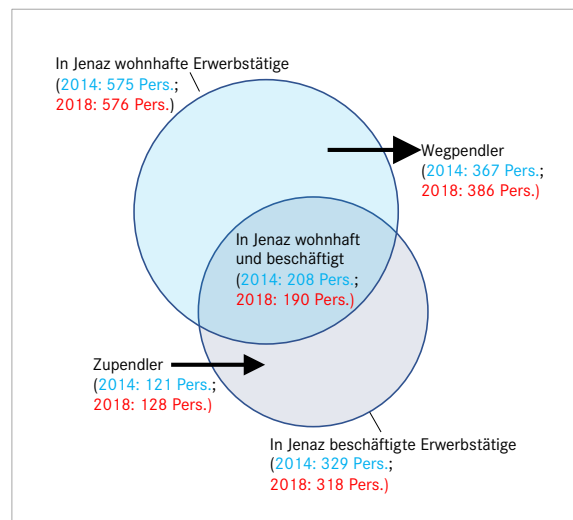 In Jenaz wohnhafte Erwerbstätige
(2014: 575 Pers.;
2018: 576 Pers.)
Wegpendler
(2014: 367 Pers.;
2018: 386 Pers.)
In Jenaz wohnhaft
und beschäftigt
(2014: 208 Pers.;
2018: 190 Pers.)
Zupendler
(2014: 121 Pers.;
2018: 128 Pers.)
In Jenaz beschäftigte Erwerbstätige
(2014: 329 Pers.;
2018: 318 Pers.)